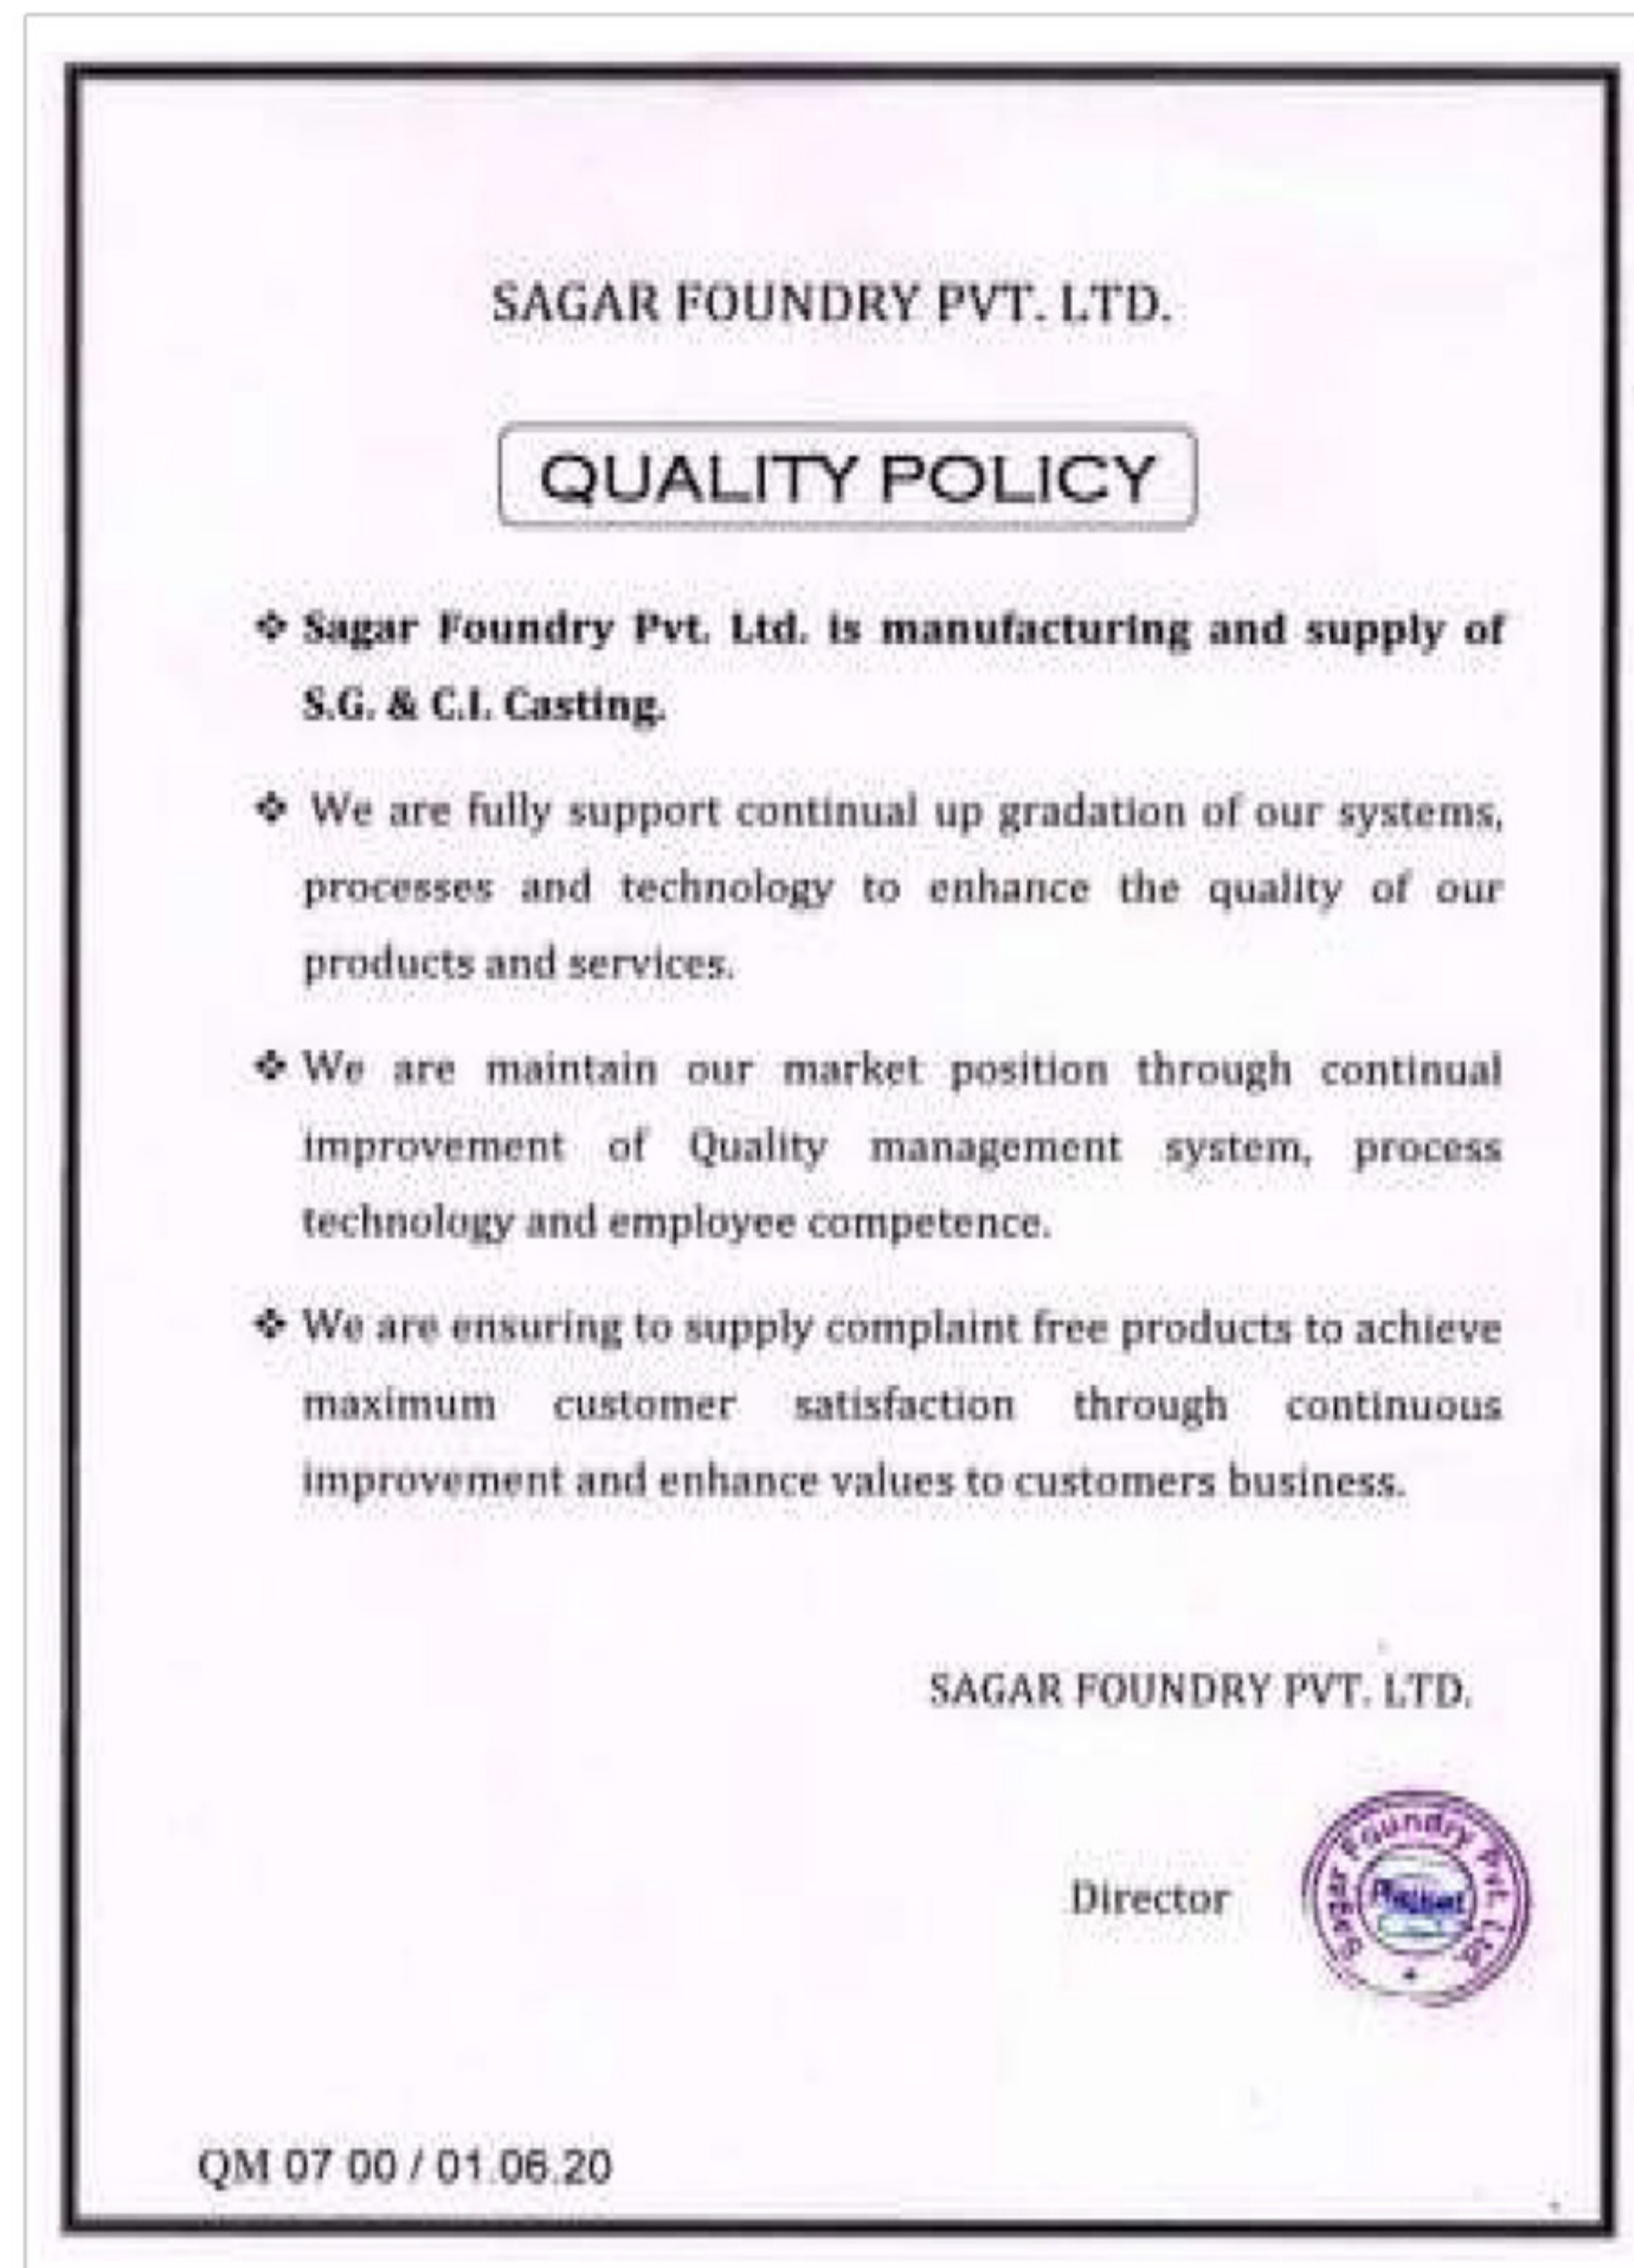 SAGAR FOUNDRY PVT. LTD.
QUALITY POLICY
❖ Sagar Foundry Pvt. Ltd. is manufacturing and supply of
S.G. & C.I. Casting.
❖ We are fully support continual up gradation of our systems,
processes and technology to enhance the quality of our
products and services.
❖ We are maintain our market position through continual
improvement of Quality management system, process
technology and employee competence.
❖ We are ensuring to supply complaint free products to achieve
maximum customer satisfaction through continuous
improvement and enhance values to customers business.
SAGAR FOUNDRY PVT. LTD.
Director
Sagar Foundry Pvt. Ltd.
QM 07 00 / 01.06.20